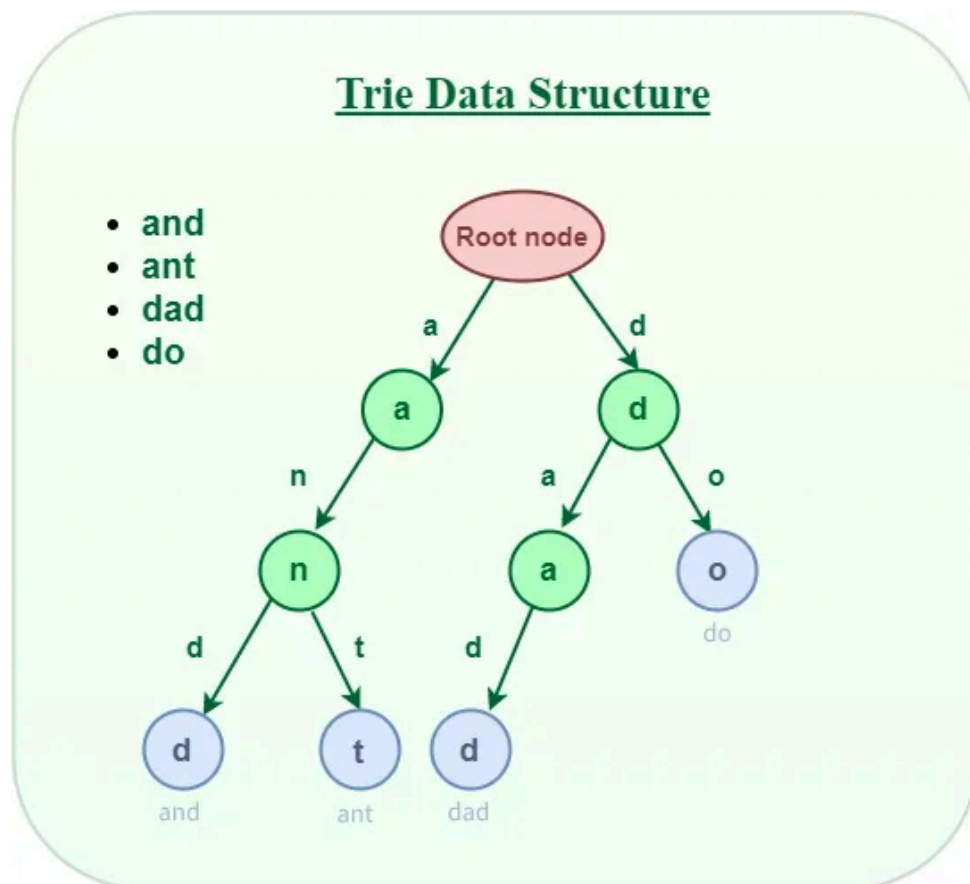 Trie Data Structure
• and
• ant
• dad
• do
Root node
a
d
a
d
n
a
o
n
a
o
do
d
t
d
d
t
d
and
ant
dad